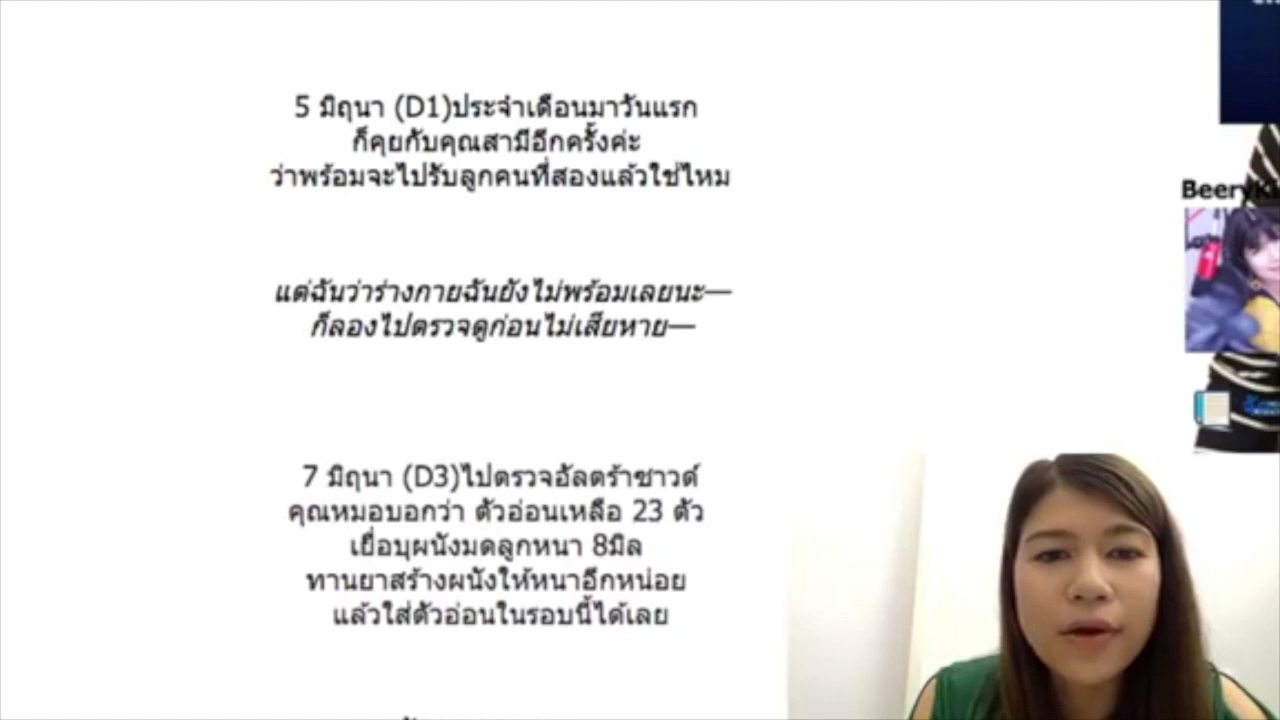 5 มิถุนา (D1)ประจำเดือนมาวันแรก
ก็คุยกับคุณสามีอีกครั้งค่ะ
ว่าพร้อมจะไปรับลูกคนที่สองแล้วใช่ไหม
แต่ฉันว่าร่างกายฉันยังไม่พร้อมเลยนะ—
ก็ลองไปตรวจดูก่อนไม่เสียหาย—
7 มิถุนา (D3)ไปตรวจอัลตร้าซาวด์
คุณหมอบอกว่า ตัวอ่อนเหลือ 23 ตัว
เยื่อบุผนังมดลูกหนา 8มิล
ทานยาสร้างผนังให้หนาอีกหน่อย
แล้วใส่ตัวอ่อนในรอบนี้ได้เลย